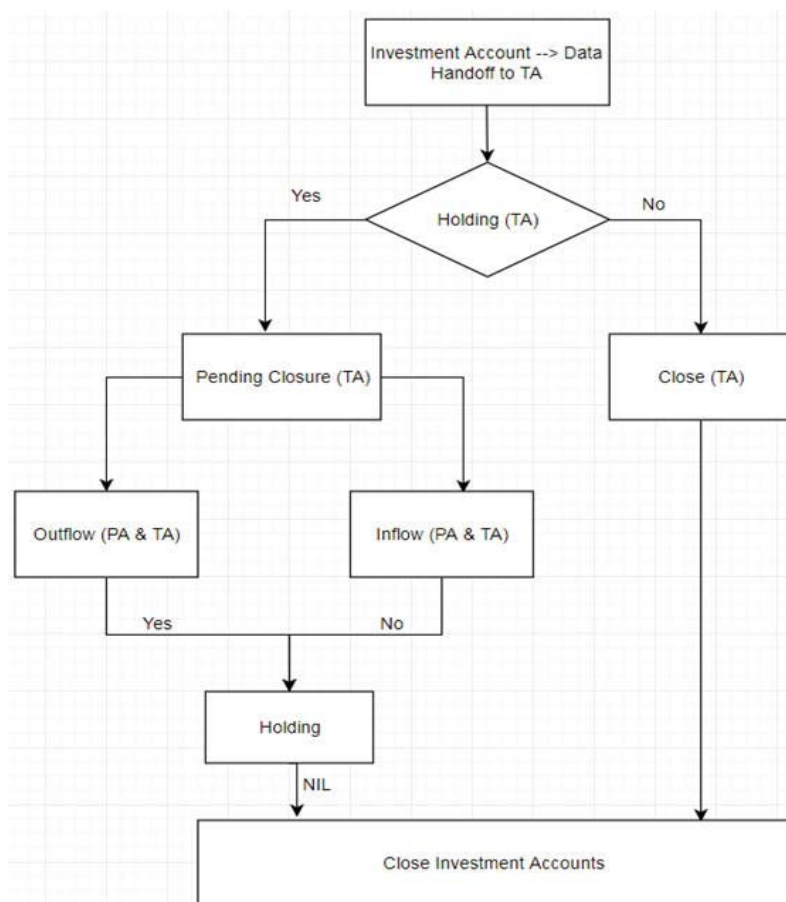 Investment Account --> Data
Handoff to TA
Yes
No
Holding (TA)
Pending Closure (TA)
Close (TA)
Outflow (PA & TA)
Inflow (PA & TA)
Yes
No
Holding
NIL
Close Investment Accounts